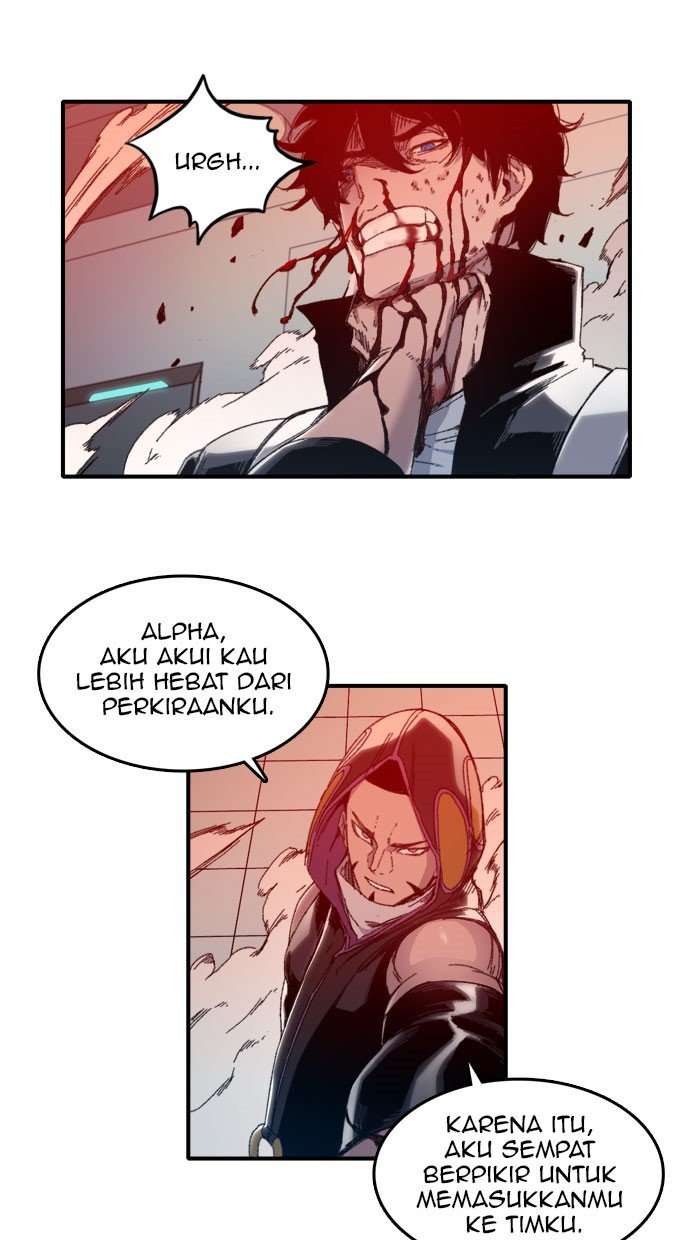 URGH...
ALPHA,
AKU AKUI KAU
LEBIH HEBAT DARI
PERKIRAANKU.
KARENA ITU,
AKU SEMPAT
BERPIKIR UNTUK
MEMASUKKANMU
KE TIMKU.